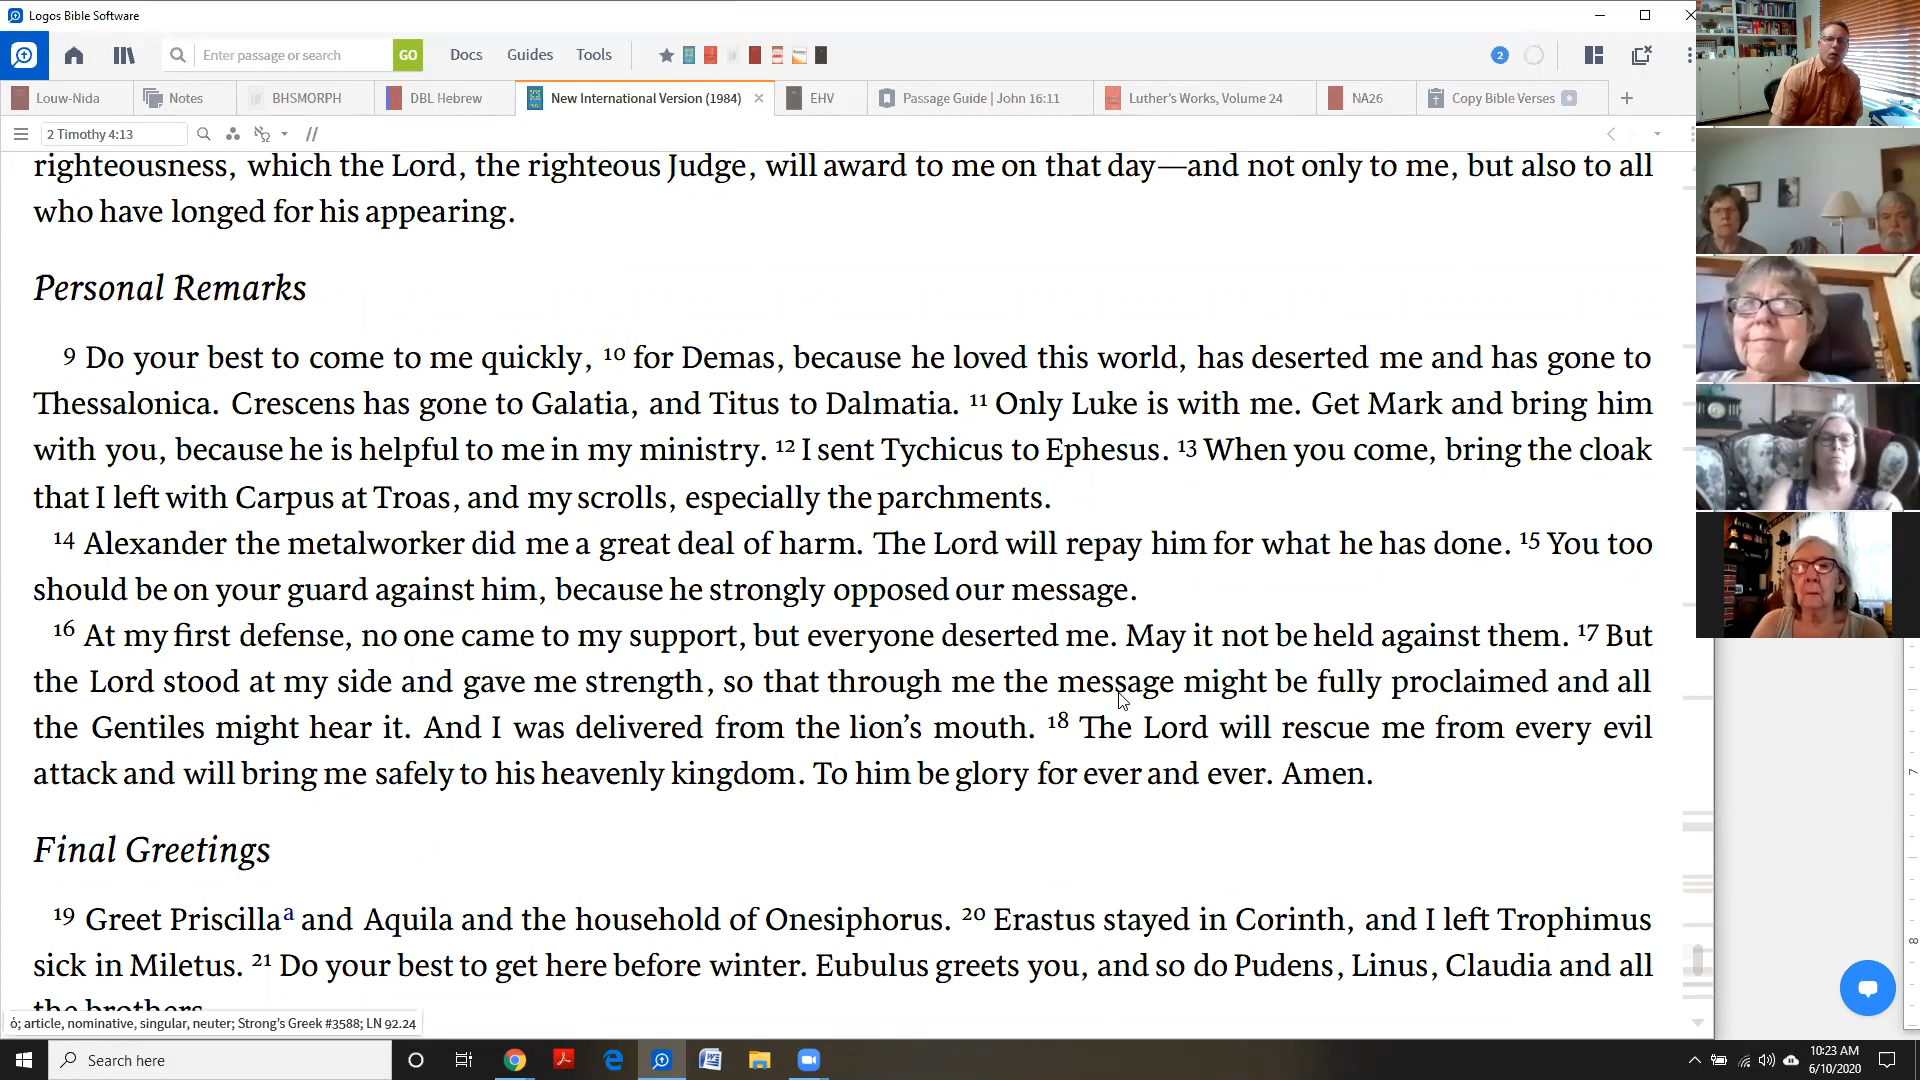 Logos Bible Software
Enter passage or search GO Docs Guides Tools 2
Louw-Nida Notes BHSMORPH DBL Hebrew New International Version (1984) EHV Passage Guide | John 16:11 Luther's Works, Volume 24 NA26 Copy Bible Verses
2 Timothy 4:13
righteousness, which the Lord, the righteous Judge, will award to me on that day—and not only to me, but also to all
who have longed for his appearing.
Personal Remarks
9 Do your best to come to me quickly, 10 for Demas, because he loved this world, has deserted me and has gone to
Thessalonica. Crescens has gone to Galatia, and Titus to Dalmatia. 11 Only Luke is with me. Get Mark and bring him
with you, because he is helpful to me in my ministry. 12 I sent Tychicus to Ephesus. 13 When you come, bring the cloak
that I left with Carpus at Troas, and my scrolls, especially the parchments.
14 Alexander the metalworker did me a great deal of harm. The Lord will repay him for what he has done. 15 You too
should be on your guard against him, because he strongly opposed our message.
16 At my first defense, no one came to my support, but everyone deserted me. May it not be held against them. 17 But
the Lord stood at my side and gave me strength, so that through me the message might be fully proclaimed and all
the Gentiles might hear it. And I was delivered from the lion's mouth. 18 The Lord will rescue me from every evil
attack and will bring me safely to his heavenly kingdom. To him be glory for ever and ever. Amen.
Final Greetings
19 Greet Priscilla a and Aquila and the household of Onesiphorus. 20 Erastus stayed in Corinth, and I left Trophimus
sick in Miletus. 21 Do your best to get here before winter. Eubulus greets you, and so do Pudens, Linus, Claudia and all
the brothers.
ὁ; article, nominative, singular, neuter; Strong's Greek #3588; LN 92.24
7
8
Search here
10:23 AM
6/10/2020